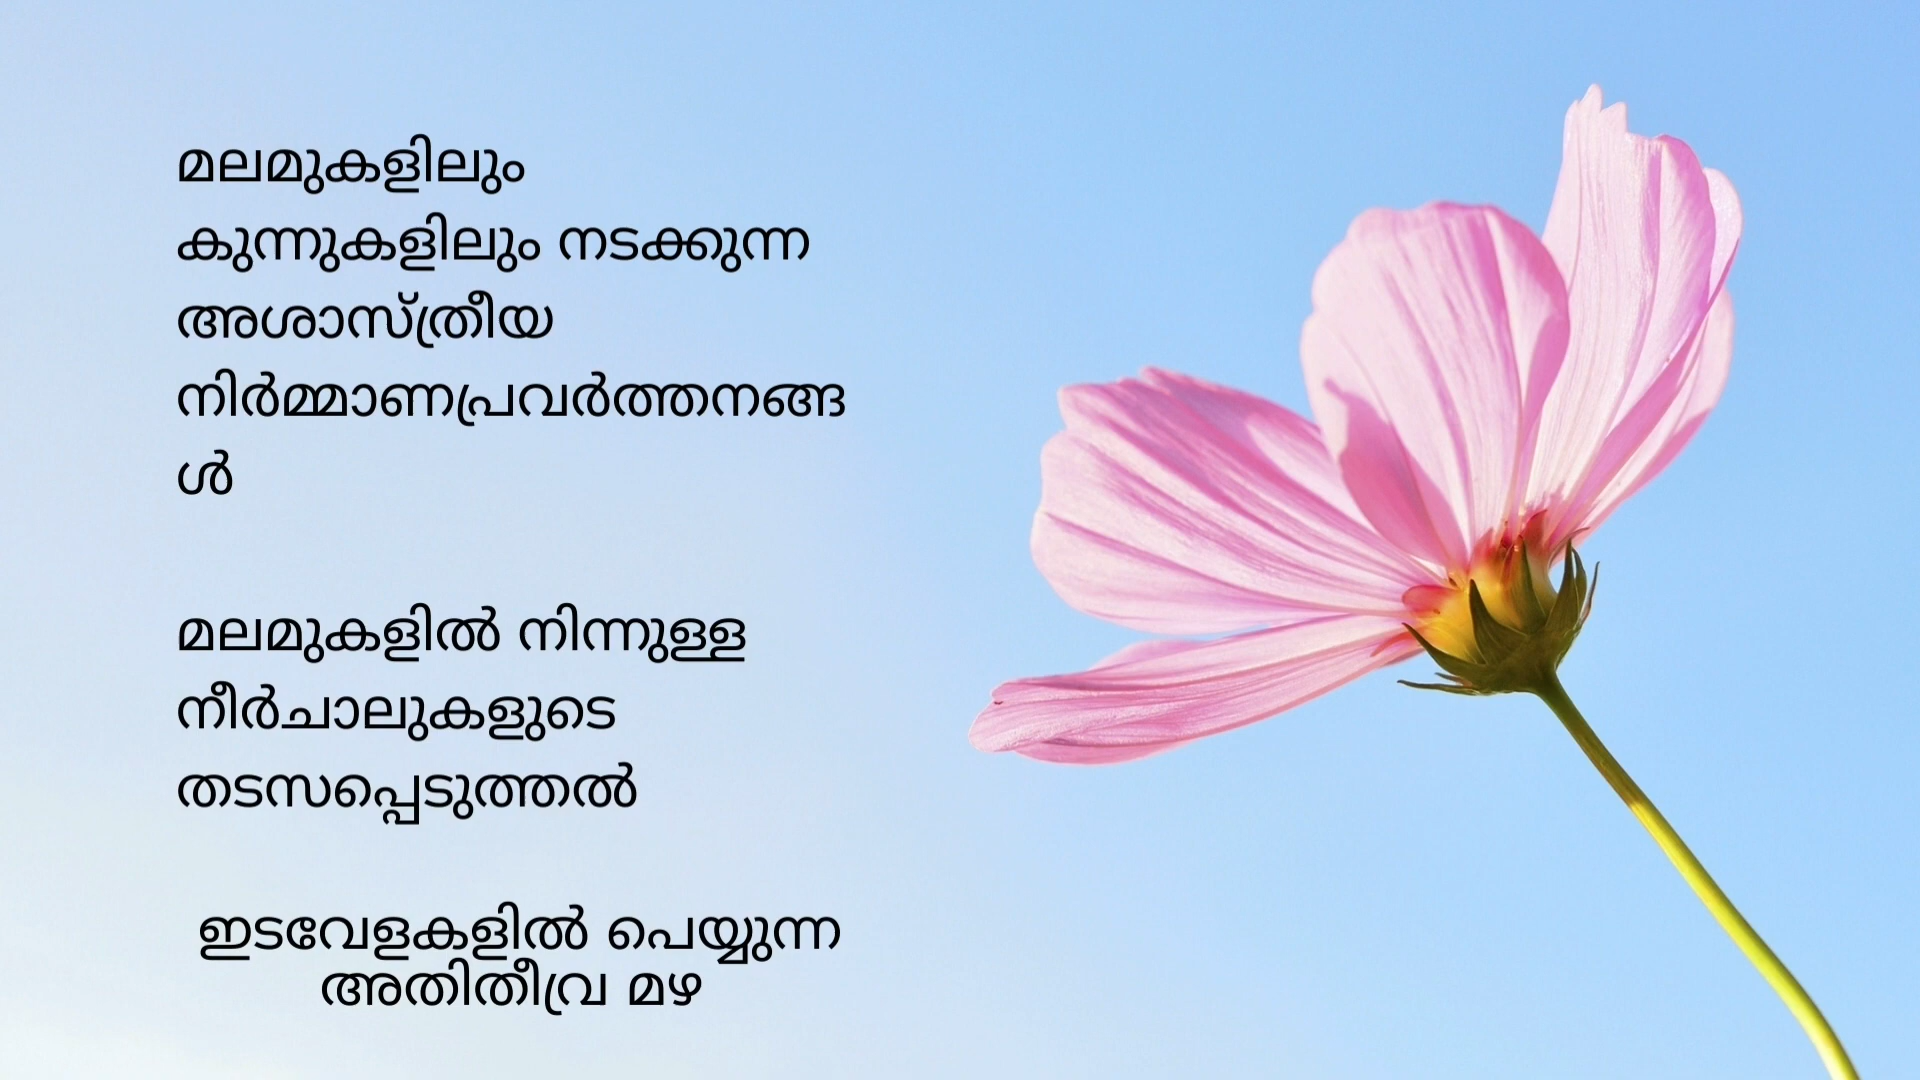 മലമുകളിലും
കുന്നുകളിലും നടക്കുന്ന
അശാസ്ത്രീയ
നിർമ്മാണപ്രവർത്തനങ്ങ
ൾ
മലമുകളിൽ നിന്നുള്ള
നീർചാലുകളുടെ
തടസപ്പെടുത്തൽ
ഇടവേളകളിൽ പെയ്യുന്ന
അതിതീവ്ര മഴ